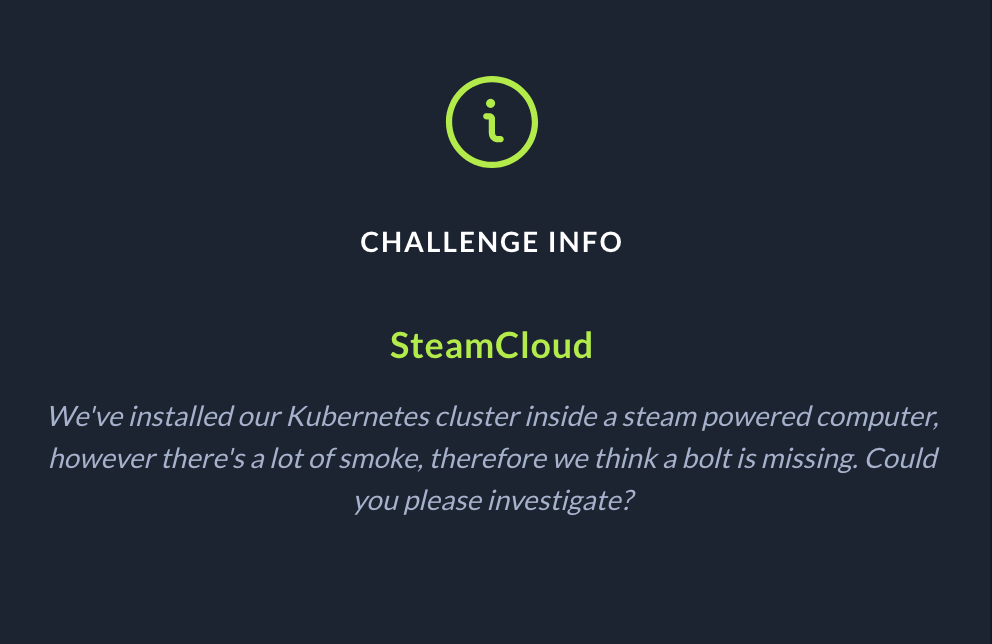 CHALLENGE INFO
SteamCloud
We've installed our Kubernetes cluster inside a steam powered computer,
however there's a lot of smoke, therefore we think a bolt is missing. Could
you please investigate?